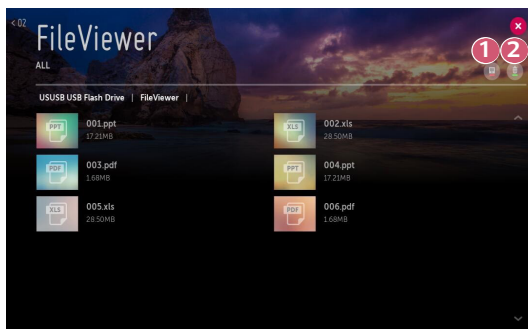 < 02
FileViewer
ALL
1 2
USUSB USB Flash Drive | FileViewer |
PPT 001.ppt
17.21MB
XLS 002.xls
28.50MB
PDF 003.pdf
1.68MB
PPT 004.ppt
17.21MB
XLS 005.xls
28.50MB
PDF 006.pdf
1.68MB